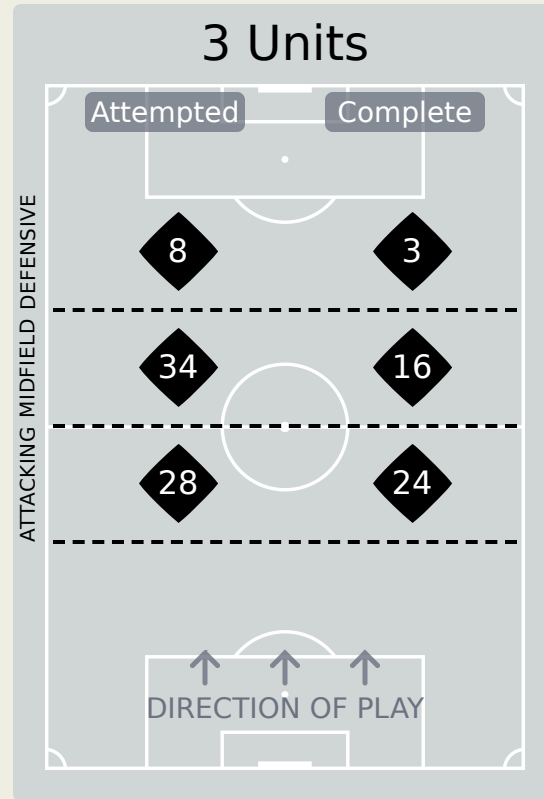 3 Units
Attempted Complete
ATTACKING MIDFIELD DEFENSIVE
8 3
34 16
28 24
DIRECTION OF PLAY